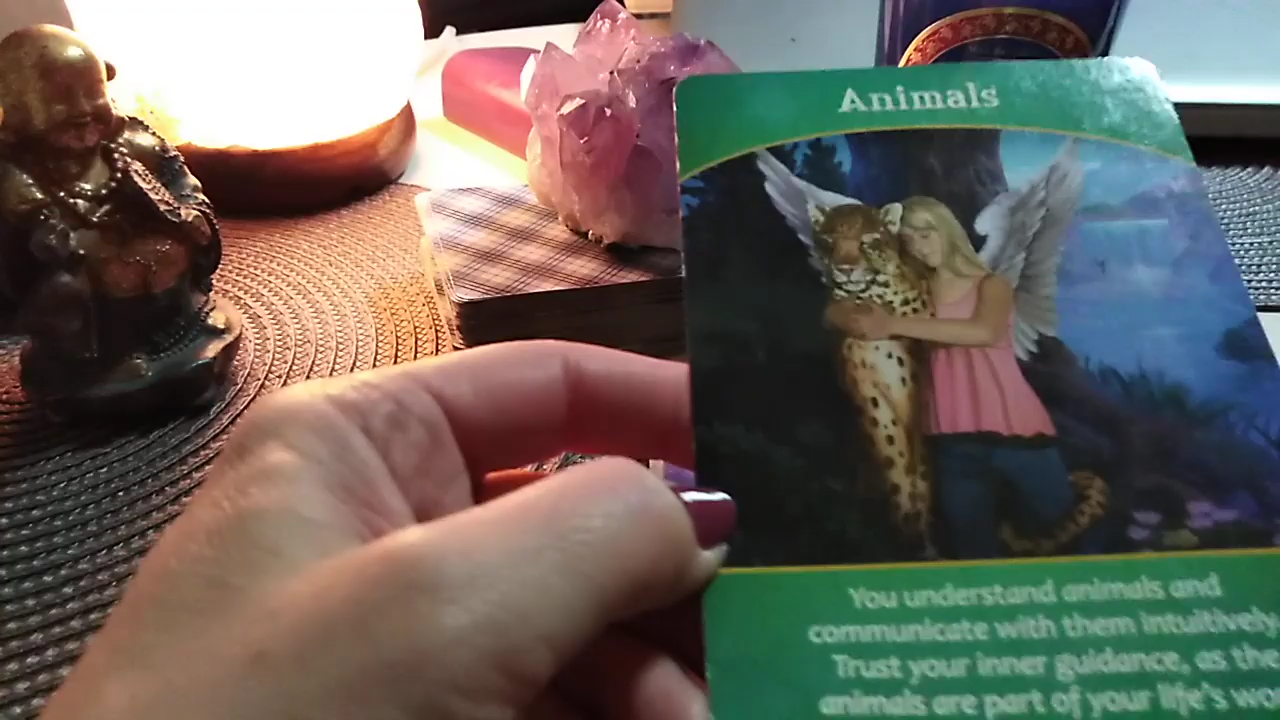 Animals
You understand animals and
communicate with them intuitively.
Trust your inner guidance, as the
animals are part of your life's wo